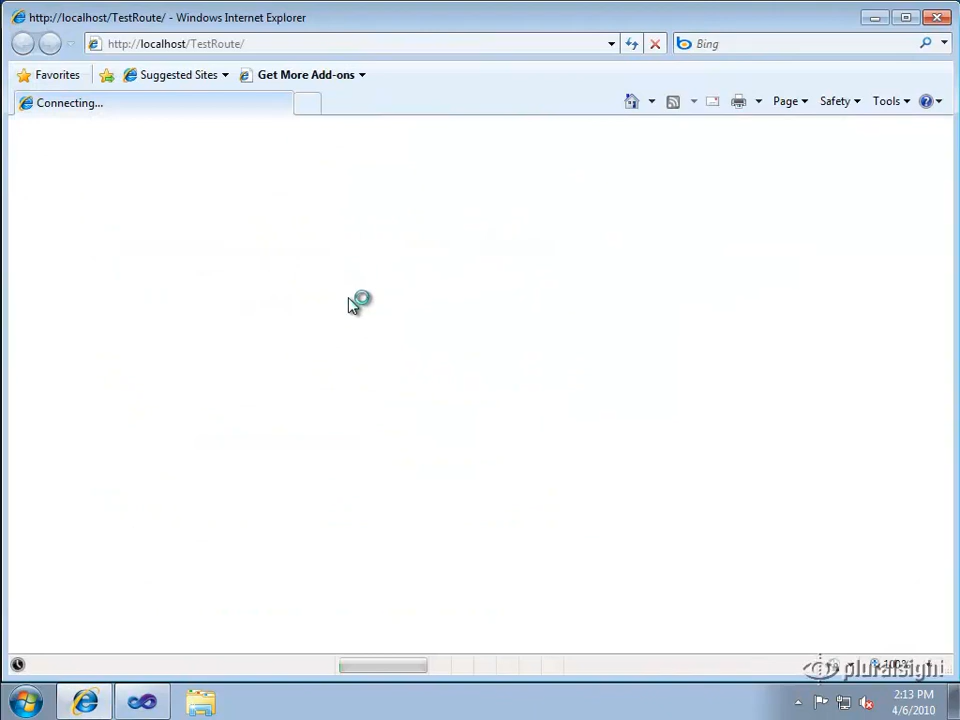 http://localhost/TestRoute/ - Windows Internet Explorer
http://localhost/TestRoute/
Bing
Favorites
Suggested Sites
Get More Add-ons
Connecting...
Page
Safety
Tools
100%
pluralsight
2:13 PM
4/6/2010